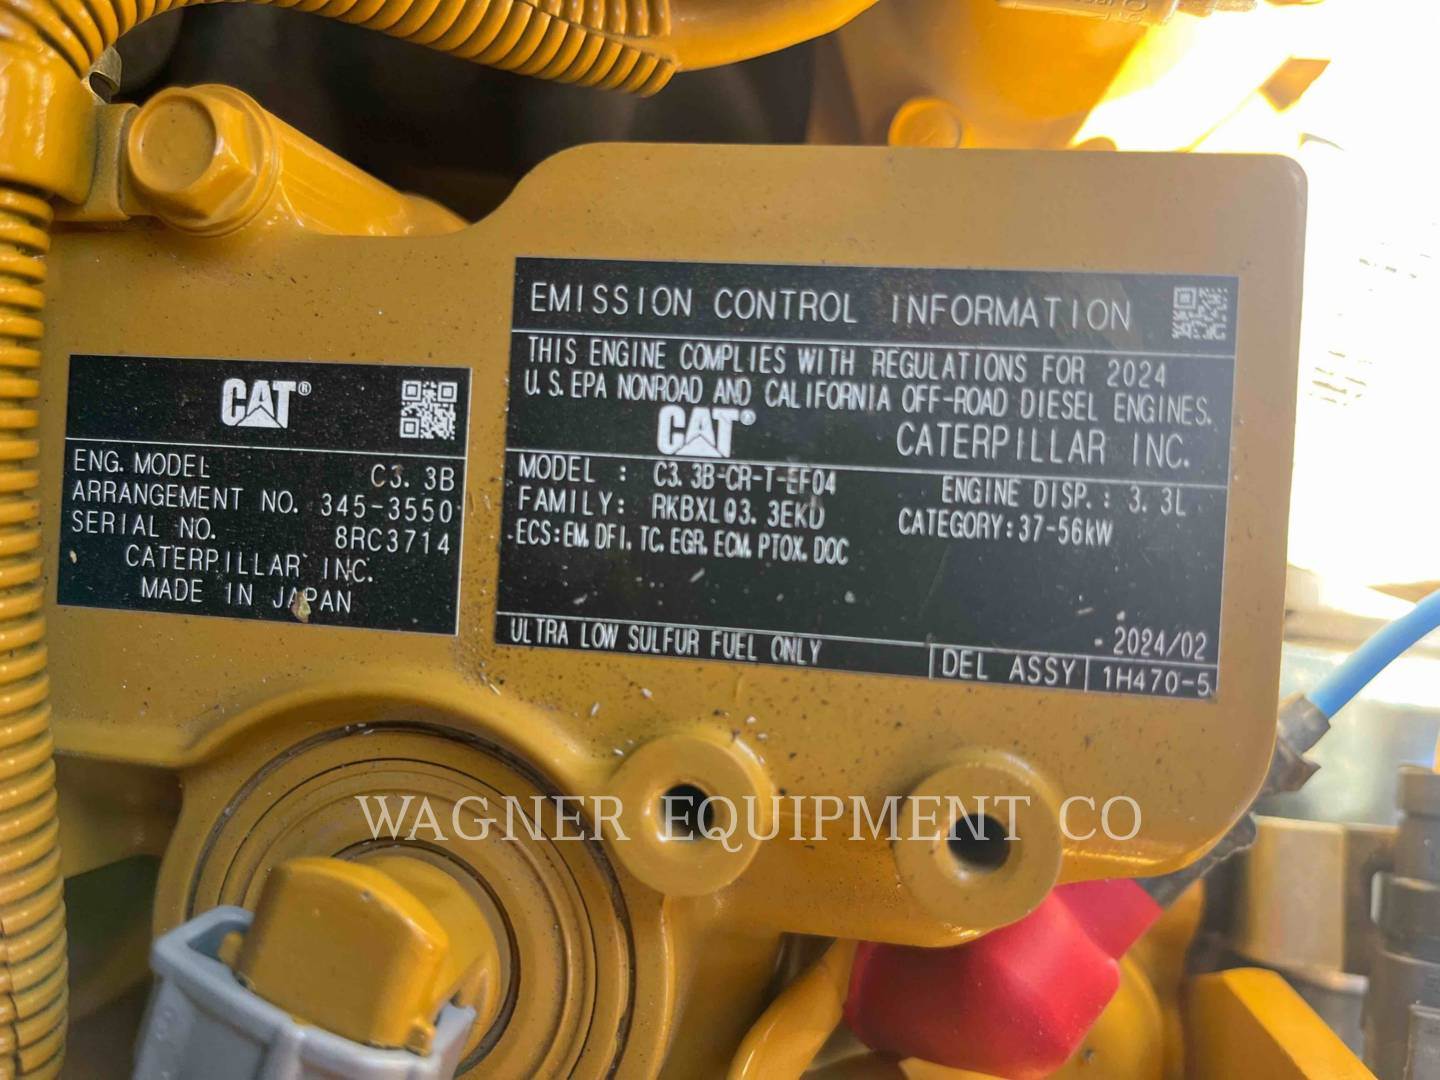 CAT®
ENG. MODEL C3.3B
ARRANGEMENT NO. 345-3550
SERIAL NO. 8RC3714
CATERPILLAR INC.
MADE IN JAPAN
EMISSION CONTROL INFORMATION
THIS ENGINE COMPLIES WITH REGULATIONS FOR 2024
U.S.EPA NONROAD AND CALIFORNIA OFF-ROAD DIESEL ENGINES.
CAT® CATERPILLAR INC.
MODEL : C3.3B-CR-T-EF04 ENGINE DISP.: 3.3L
FAMILY: RKBXL03.3EKD CATEGORY:37-56kW
ECS:EM,DFI,TC,EGR,ECM,PTOX,DOC
2024/02
ULTRA LOW SULFUR FUEL ONLY DEL ASSY 1H470-5
WAGNER EQUIPMENT CO